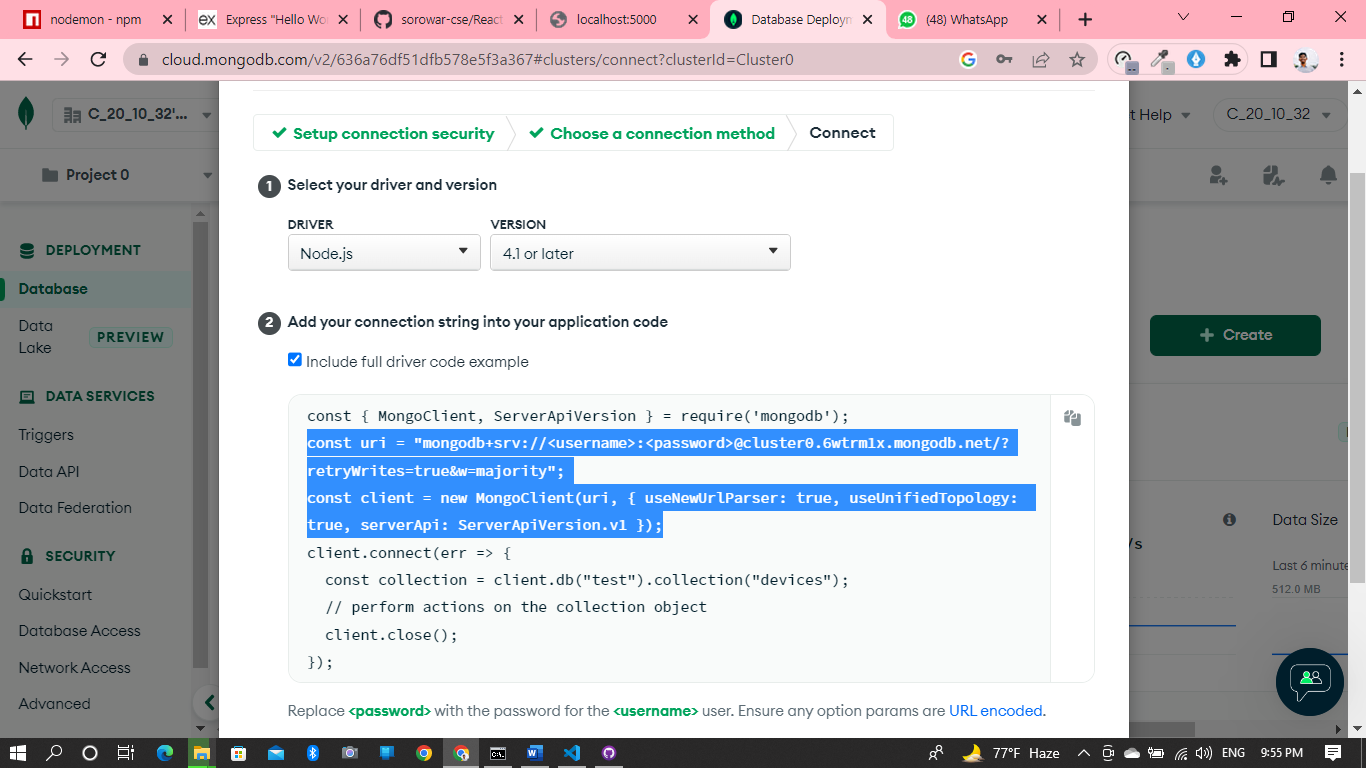 nodemon - npm
Express "Hello Wo
sorowar-cse/React
localhost:5000
Database Deployn
(48) WhatsApp
cloud.mongodb.com/v2/636a76df51dfb578e5f3a367#clusters/connect?clusterId=Cluster0
C_20_10_32'...
t Help
C_20_10_32
Setup connection security
Choose a connection method
Connect
Project 0
1 Select your driver and version
DRIVER
VERSION
Node.js
4.1 or later
DEPLOYMENT
Database
Data
Lake
PREVIEW
DATA SERVICES
Triggers
Data API
Data Federation
SECURITY
Quickstart
Database Access
Network Access
Advanced
2 Add your connection string into your application code
Include full driver code example
const { MongoClient, ServerApiVersion } = require('mongodb');
const uri = "mongodb+srv://<username>:<password>@cluster0.6wtrm1x.mongodb.net/?
retryWrites=true&w=majority";
const client = new MongoClient(uri, { useNewUrlParser: true, useUnifiedTopology:
true, serverApi: ServerApiVersion.v1 });
client.connect(err => {
const collection = client.db("test").collection("devices");
// perform actions on the collection object
client.close();
});
Replace <password> with the password for the <username> user. Ensure any option params are URL encoded.
+ Create
/s
Data Size
Last 6 minute
512.0 MB
77°F Haze
ENG
9:55 PM